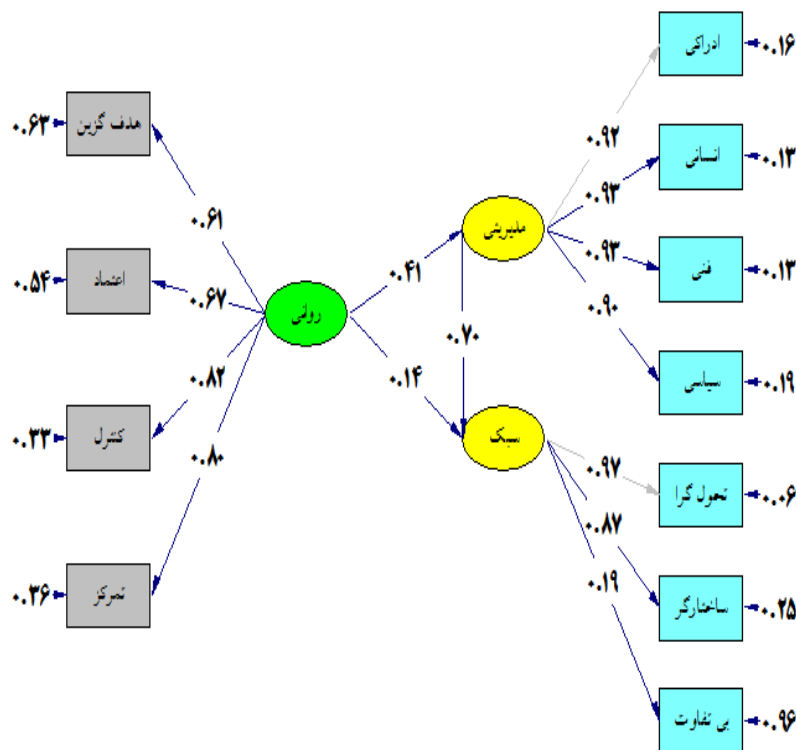 ادراکی
۰.۱۶
۰.۹۲
هدف گزین
۰.۶۳
انسانی
۰.۱۳
۰.۹۳
۰.۶۱
مدیریتی
فنی
۰.۱۳
۰.۹۳
اعتماد
۰.۵۴
۰.۶۷
۰.۴۱
روانی
۰.۹۰
۰.۷۰
سیاسی
۰.۱۹
۰.۸۲
۰.۱۴
کنترل
۰.۳۳
سبک
۰.۸۰
۰.۹۷
تحول گرا
۰.۰۶
۰.۸۷
۰.۱۹
تمرکز
۰.۳۶
ساختارگر
۰.۲۵
بی تفاوت
۰.۹۶